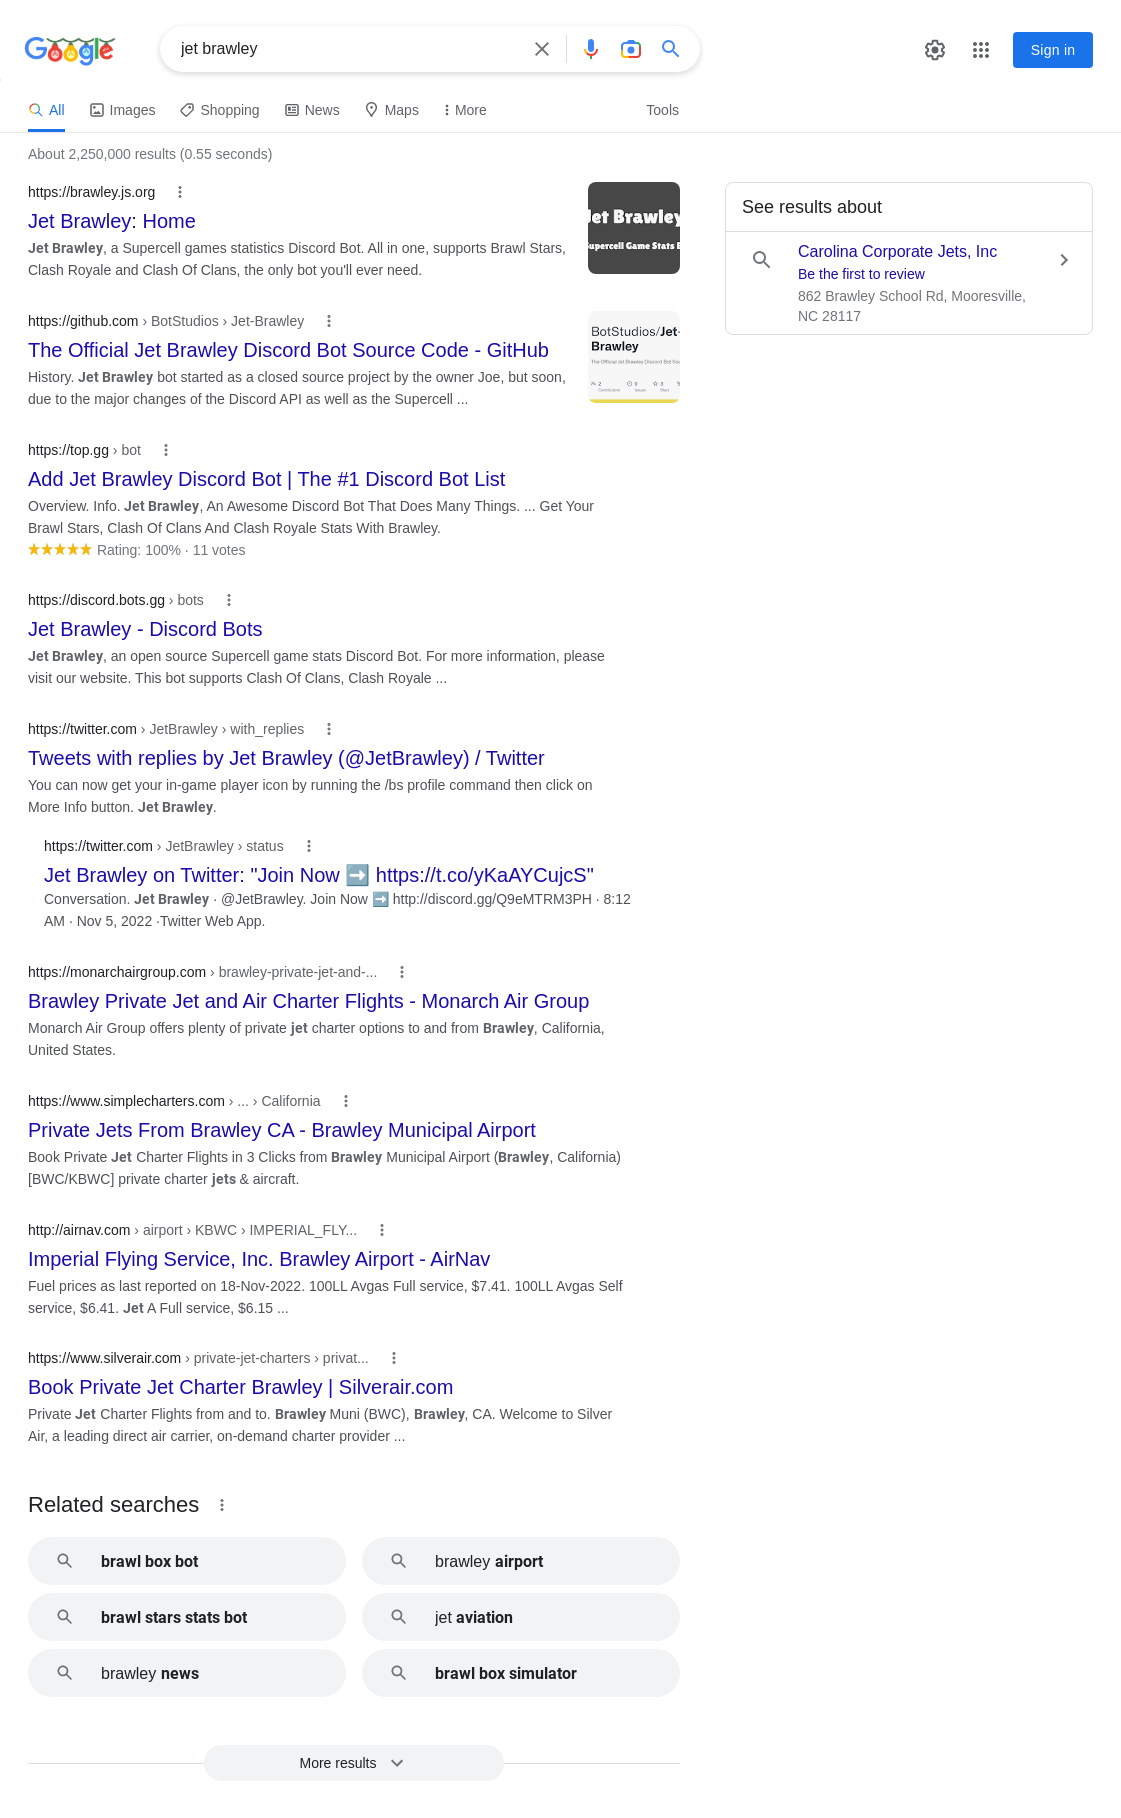 Google
jet brawley
Sign in
All
Images
Shopping
News
Maps
More
Tools
About 2,250,000 results (0.55 seconds)
https://brawley.js.org
Jet Brawley: Home
Jet Brawley, a Supercell games statistics Discord Bot. All in one, supports Brawl Stars,
Clash Royale and Clash Of Clans, the only bot you'll ever need.
Jet Brawley
Supercell Game Stats B
https://github.com › BotStudios › Jet-Brawley
The Official Jet Brawley Discord Bot Source Code - GitHub
History. Jet Brawley bot started as a closed source project by the owner Joe, but soon,
due to the major changes of the Discord API as well as the Supercell ...
BotStudios/Jet-
Brawley
The Official Jet Brawley Discord Bot Sou
https://top.gg › bot
Add Jet Brawley Discord Bot | The #1 Discord Bot List
Overview. Info. Jet Brawley, An Awesome Discord Bot That Does Many Things. ... Get Your
Brawl Stars, Clash Of Clans And Clash Royale Stats With Brawley.
Rating: 100% · 11 votes
https://discord.bots.gg › bots
Jet Brawley - Discord Bots
Jet Brawley, an open source Supercell game stats Discord Bot. For more information, please
visit our website. This bot supports Clash Of Clans, Clash Royale ...
https://twitter.com › JetBrawley › with_replies
Tweets with replies by Jet Brawley (@JetBrawley) / Twitter
You can now get your in-game player icon by running the /bs profile command then click on
More Info button. Jet Brawley.
https://twitter.com › JetBrawley › status
Jet Brawley on Twitter: "Join Now ➡️ https://t.co/yKaAYCujcS"
Conversation. Jet Brawley · @JetBrawley. Join Now ➡️ http://discord.gg/Q9eMTRM3PH · 8:12
AM · Nov 5, 2022 ·Twitter Web App.
https://monarchairgroup.com › brawley-private-jet-and-...
Brawley Private Jet and Air Charter Flights - Monarch Air Group
Monarch Air Group offers plenty of private jet charter options to and from Brawley, California,
United States.
https://www.simplecharters.com › ... › California
Private Jets From Brawley CA - Brawley Municipal Airport
Book Private Jet Charter Flights in 3 Clicks from Brawley Municipal Airport (Brawley, California)
[BWC/KBWC] private charter jets & aircraft.
http://airnav.com › airport › KBWC › IMPERIAL_FLY...
Imperial Flying Service, Inc. Brawley Airport - AirNav
Fuel prices as last reported on 18-Nov-2022. 100LL Avgas Full service, $7.41. 100LL Avgas Self
service, $6.41. Jet A Full service, $6.15 ...
https://www.silverair.com › private-jet-charters › privat...
Book Private Jet Charter Brawley | Silverair.com
Private Jet Charter Flights from and to. Brawley Muni (BWC), Brawley, CA. Welcome to Silver
Air, a leading direct air carrier, on-demand charter provider ...
See results about
Carolina Corporate Jets, Inc
Be the first to review
862 Brawley School Rd, Mooresville,
NC 28117
Related searches
brawl box bot
brawley airport
brawl stars stats bot
jet aviation
brawley news
brawl box simulator
More results